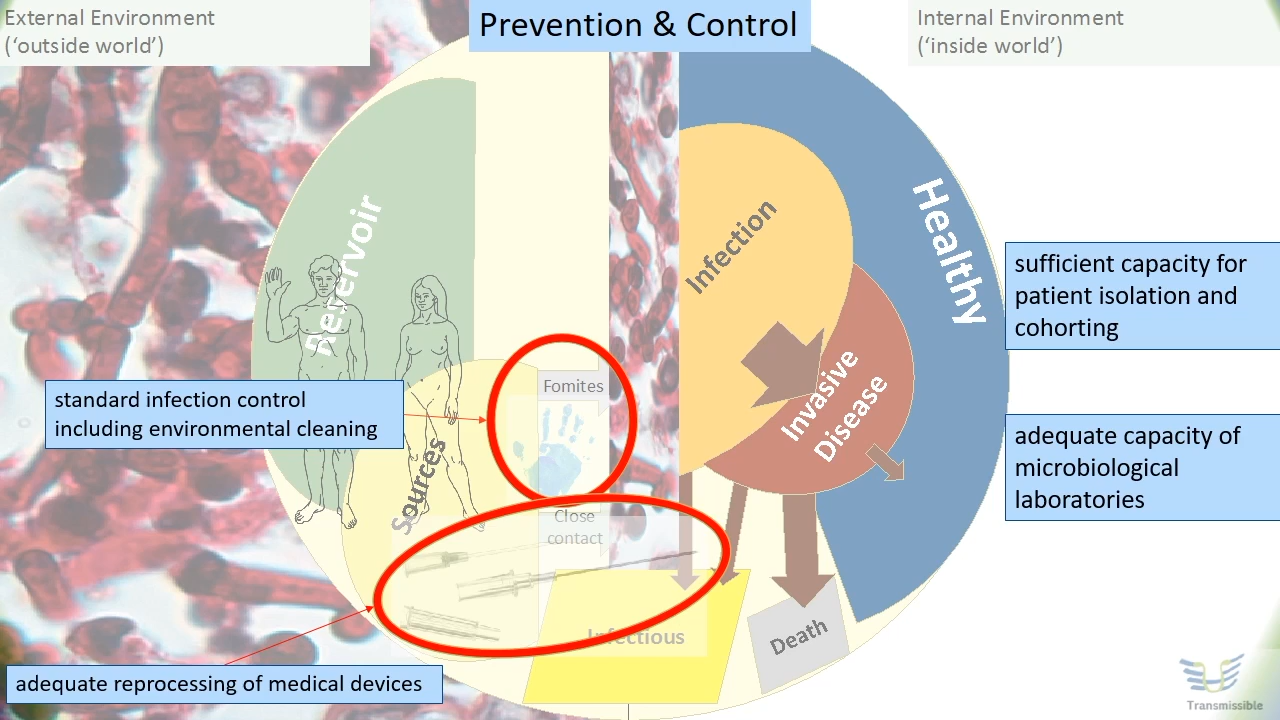 External Environment
(‘outside world’)
Prevention & Control
Internal Environment
(‘inside world’)
Reservoir
Infection
Healthy
sufficient capacity for
patient isolation and
cohorting
Fomites
standard infection control
including environmental cleaning
Invasive
Disease
adequate capacity of
microbiological
laboratories
Sources
Close
contact
Infectious
Death
adequate reprocessing of medical devices
Transmissible